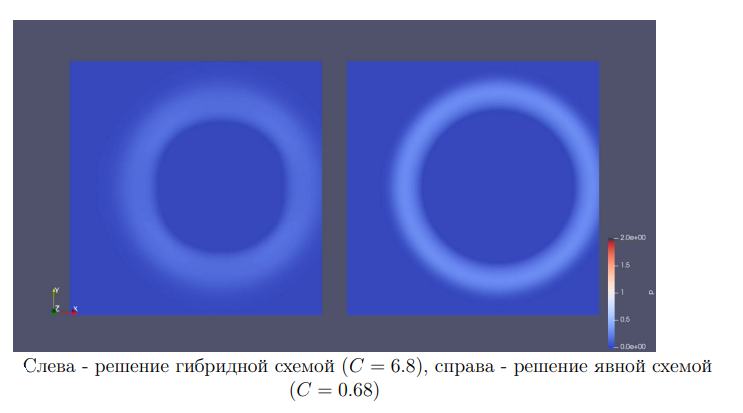 2.0e+00
1.5
1
0.5
0.0e+00
P
Y
Z
X
Слева - решение гибридной схемой (C = 6.8), справа - решение явной схемой
(C = 0.68)